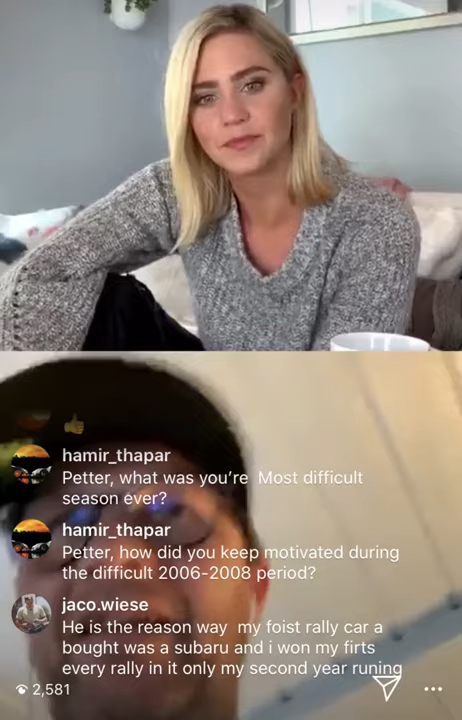 hamir_thapar
Petter, what was you're Most difficult
season ever?
hamir_thapar
Petter, how did you keep motivated during
the difficult 2006-2008 period?
jaco.wiese
He is the reason way my foist rally car a
bought was a subaru and i won my firts
every rally in it only my second year runing
2,581